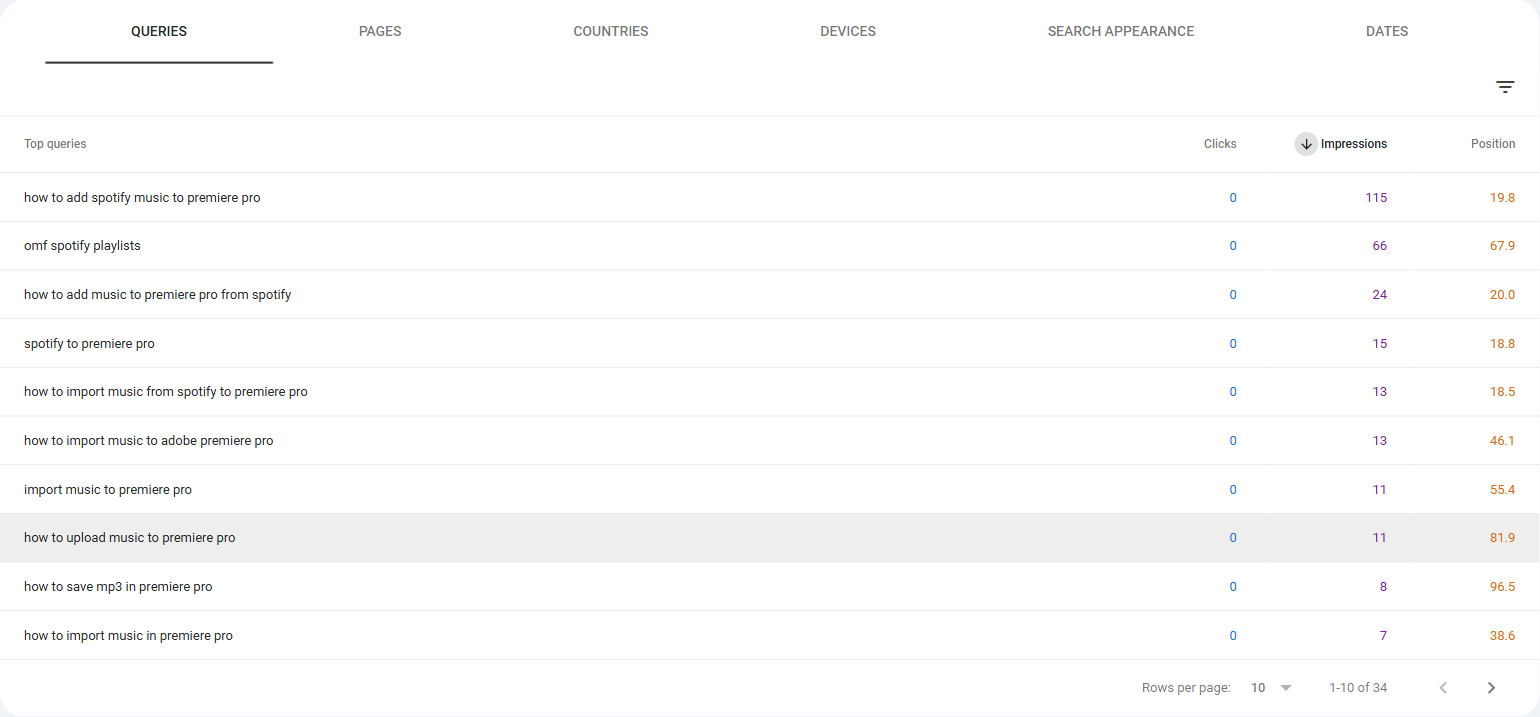 QUERIES PAGES COUNTRIES DEVICES SEARCH APPEARANCE DATES
Top queries Clicks Impressions Position
how to add spotify music to premiere pro 0 115 19.8
omf spotify playlists 0 66 67.9
how to add music to premiere pro from spotify 0 24 20.0
spotify to premiere pro 0 15 18.8
how to import music from spotify to premiere pro 0 13 18.5
how to import music to adobe premiere pro 0 13 46.1
import music to premiere pro 0 11 55.4
how to upload music to premiere pro 0 11 81.9
how to save mp3 in premiere pro 0 8 96.5
how to import music in premiere pro 0 7 38.6
Rows per page: 10 1-10 of 34